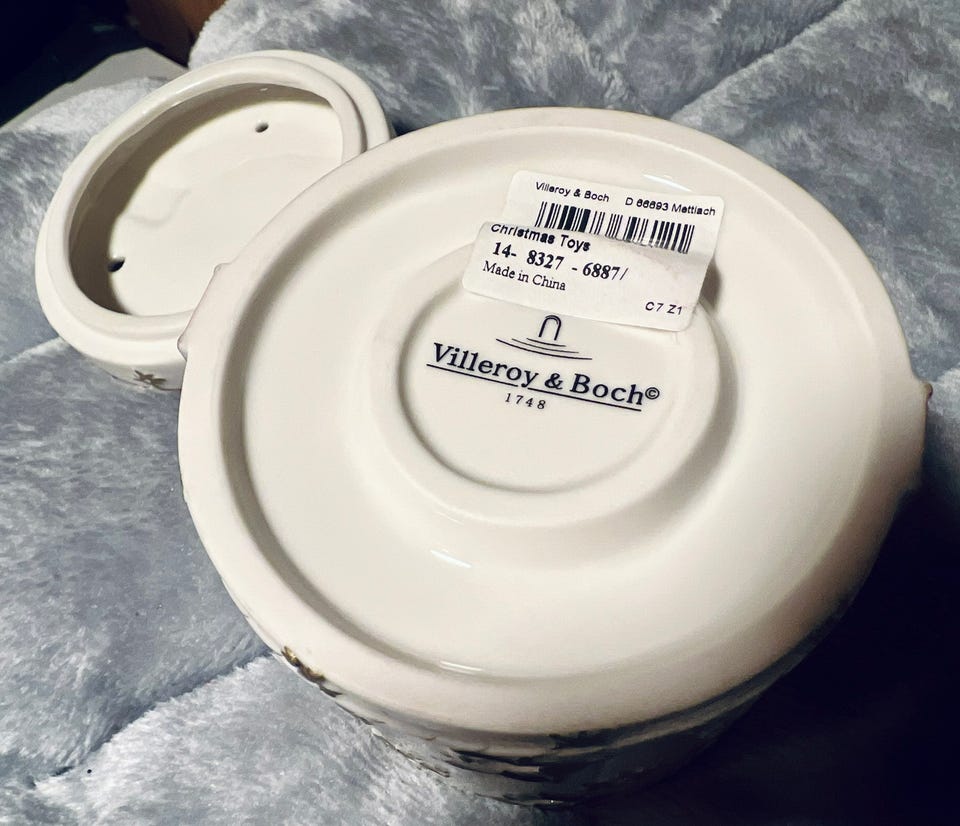 Villeroy & Boch D 66693 Mettlach
Christmas Toys
14- 8327 - 6887/
Made in China
C7 Z1
Villeroy & Boch©
1748